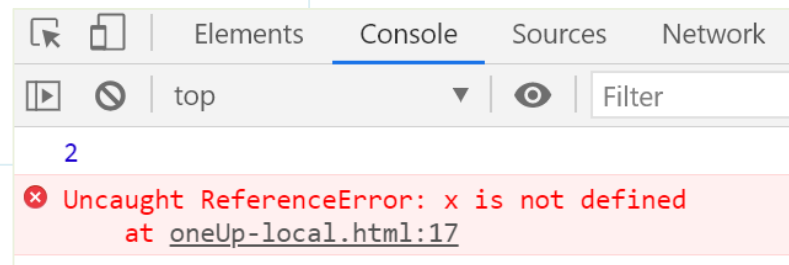 Elements Console Sources Network
top Filter
2
Uncaught ReferenceError: x is not defined
at oneUp-local.html:17